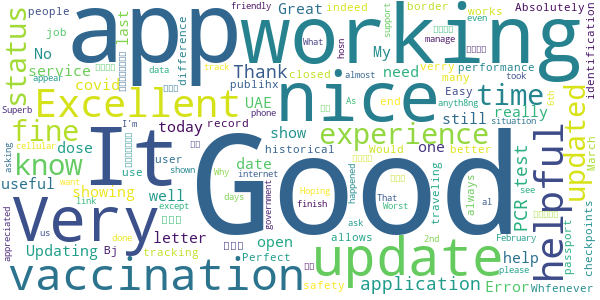 people friendly indeed border works Absolutely
status job app working support even
No difference last Great My What hosn manage identification
service Thank closed many performance
covid publihx need verry As almost took
Superb Excellent UAE nice Easy end anyth8ng time 6th
fine I'm phone experience still really updated
asking today record show one Would better situation March
know dose It Good historical happened
cellular user date PCR test helpful
useful use shown Why internet That Worst al
showing well days always see
want link except government Hoping traveling passport
appreciated us Very letter open finish ask 2nd February checkpoints
Updating tracking allows update help please
done Bj Perfect application Error Whfenever
vaccination safety
appear data track